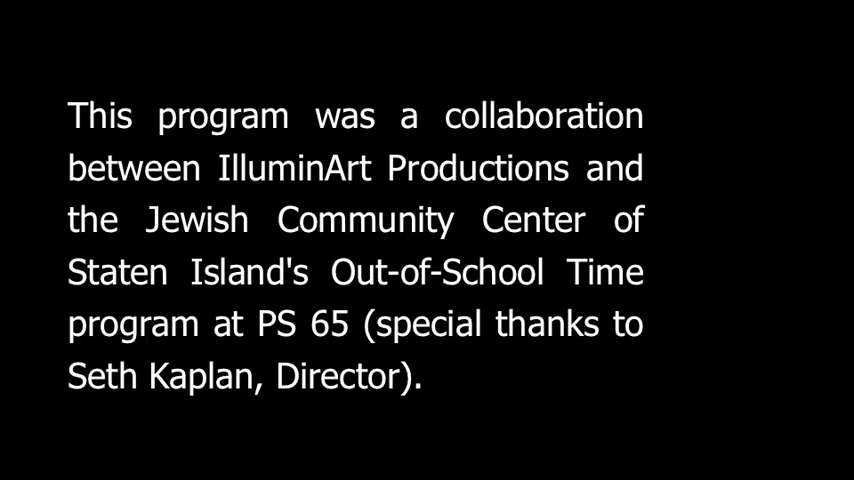 This program was a collaboration
between IlluminArt Productions and
the Jewish Community Center of
Staten Island's Out-of-School Time
program at PS 65 (special thanks to
Seth Kaplan, Director).